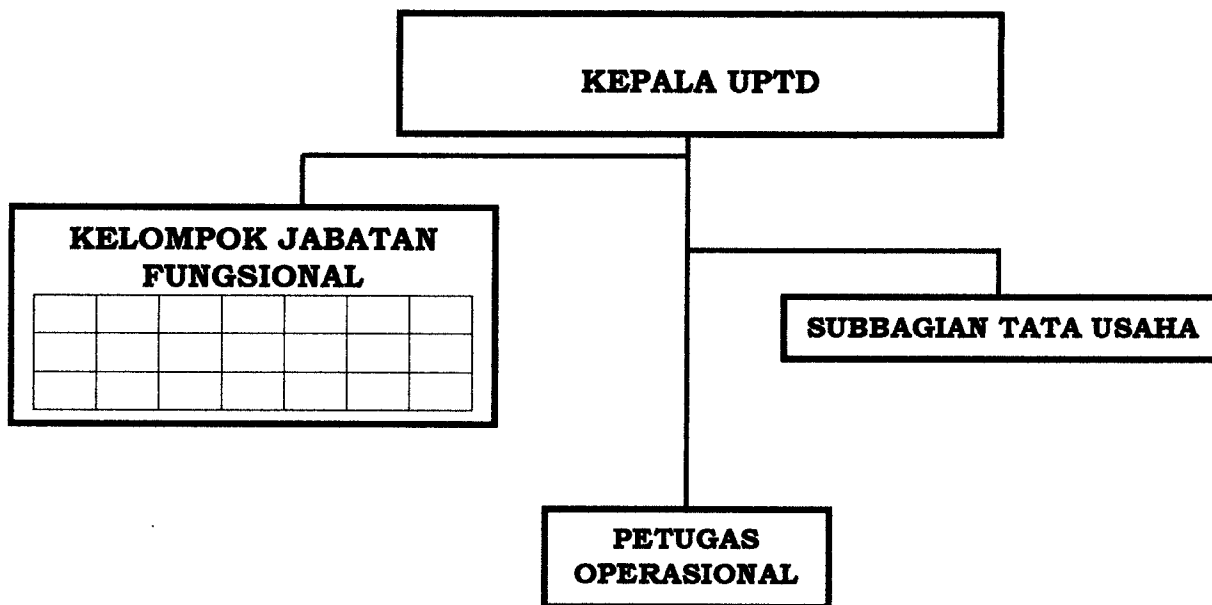 KEPALA UPTD
KELOMPOK JABATAN
FUNGSIONAL
SUBBAGIAN TATA USAHA
PETUGAS
OPERASIONAL